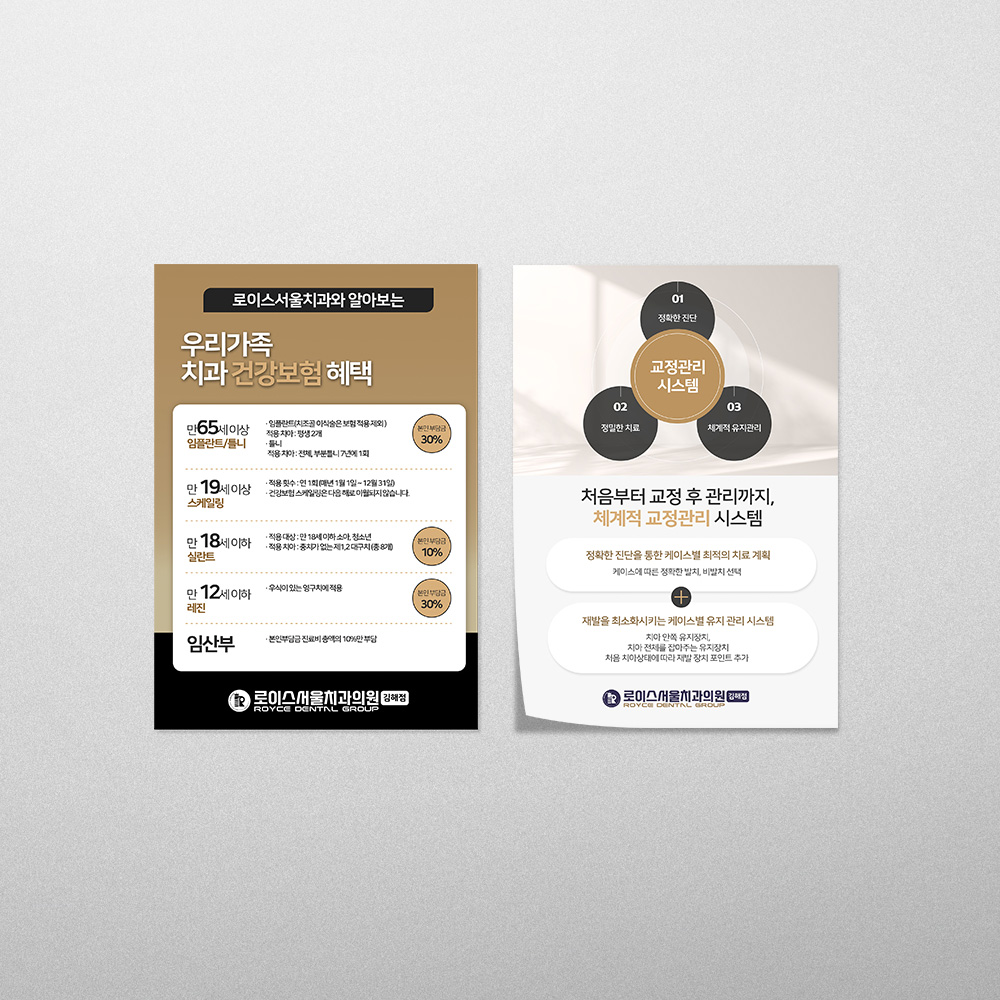 로이스서울치과와 알아보는
우리가족
치과 건강보험 혜택
만65세 이상
임플란트/틀니
· 임플란트(치조골 이식술은 보험 적용 제외)
적용 치아 : 평생 2개
· 틀니
적용 치아 : 전체, 부분틀니 7년에 1회
본인 부담금
30%
만 19세 이상
스케일링
· 적용 횟수 : 연 1회 (매년 1월 1일 ~ 12월 31일)
· 건강보험 스케일링은 다음 해로 이월되지 않습니다.
만 18세 이하
실란트
· 적용 대상 : 만 18세 이하 소아, 청소년
· 적용 치아 : 충치가 없는 제1,2 대구치 (총 8개)
본인 부담금
10%
만 12세 이하
레진
· 우식이 있는 영구치에 적용
본인 부담금
30%
임산부
· 본인부담금 진료비 총액의 10%만 부담
로이스서울치과의원 김해점
ROYCE DENTAL GROUP
01
정확한 진단
교정관리
시스템
02
정밀한 치료
03
체계적 유지관리
처음부터 교정 후 관리까지,
체계적 교정관리 시스템
정확한 진단을 통한 케이스별 최적의 치료 계획
케이스에 따른 정확한 발치, 비발치 선택
+
재발을 최소화시키는 케이스별 유지 관리 시스템
치아 안쪽 유지장치,
치아 전체를 잡아주는 유지장치
처음 치아상태에 따라 재발 장치 포인트 추가
로이스서울치과의원 김해점
ROYCE DENTAL GROUP